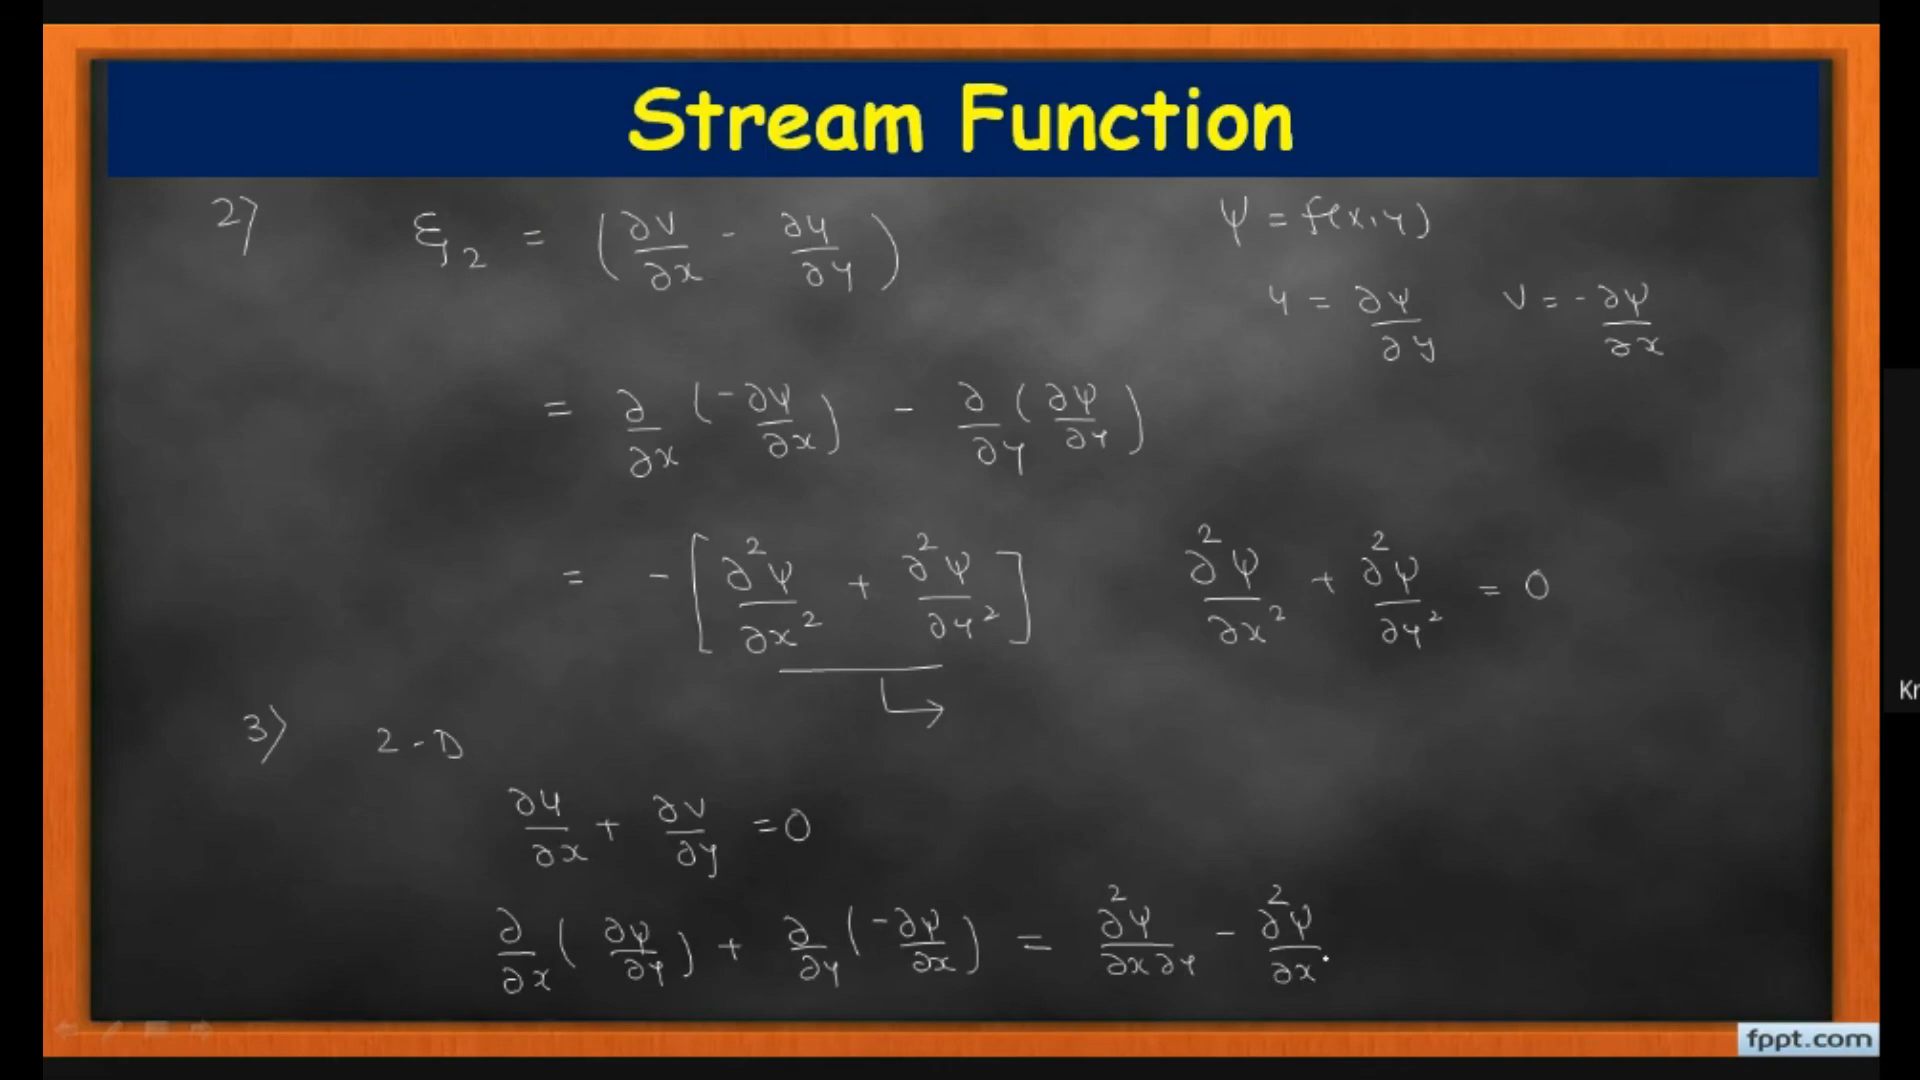 Stream Function
2) ξ₂ = (∂v/∂x - ∂u/∂y)
ψ = f(x,y)
u = ∂ψ/∂y v = -∂ψ/∂x
= ∂/∂x (-∂ψ/∂x) - ∂/∂y (∂ψ/∂y)
= - [∂²ψ/∂x² + ∂²ψ/∂y²]
∂²ψ/∂x² + ∂²ψ/∂y² = 0
3) 2-D
∂u/∂x + ∂v/∂y = 0
∂/∂x (∂ψ/∂y) + ∂/∂y (-∂ψ/∂x) = ∂²ψ/∂x∂y - ∂²ψ/∂x
fppt.com